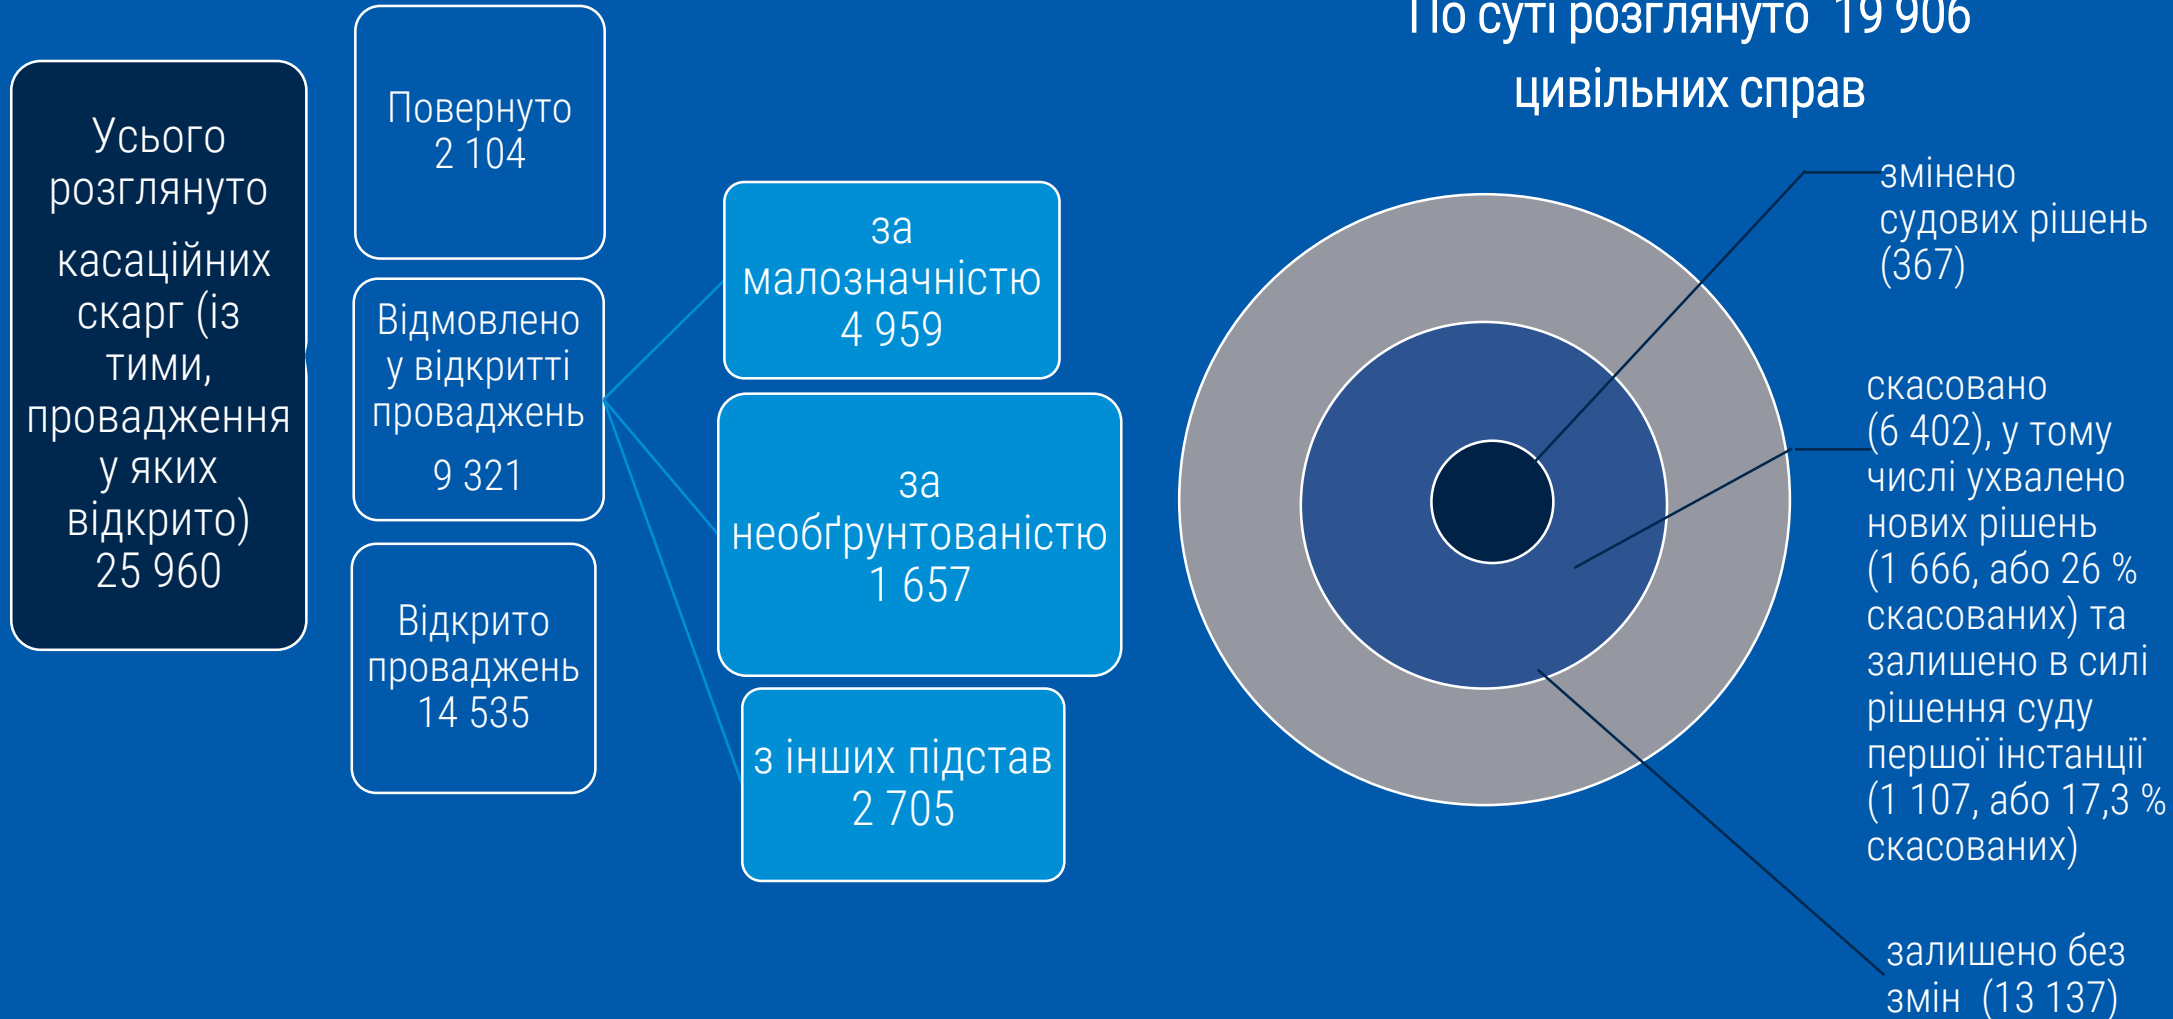 Усього
розглянуто
касаційних
скарг (із
тими,
провадження
у яких
відкрито)
25 960
Повернуто
2 104
Відмовлено
у відкритті
проваджень
9 321
Відкрито
проваджень
14 535
за
малозначністю
4 959
за
необґрунтованістю
1 657
з інших підстав
2 705
По суті розглянуто 19 906
цивільних справ
змінено
судових рішень
(367)
скасовано
(6 402), у тому
числі ухвалено
нових рішень
(1 666, або 26 %
скасованих) та
залишено в силі
рішення суду
першої інстанції
(1 107, або 17,3 %
скасованих)
залишено без
змін (13 137)